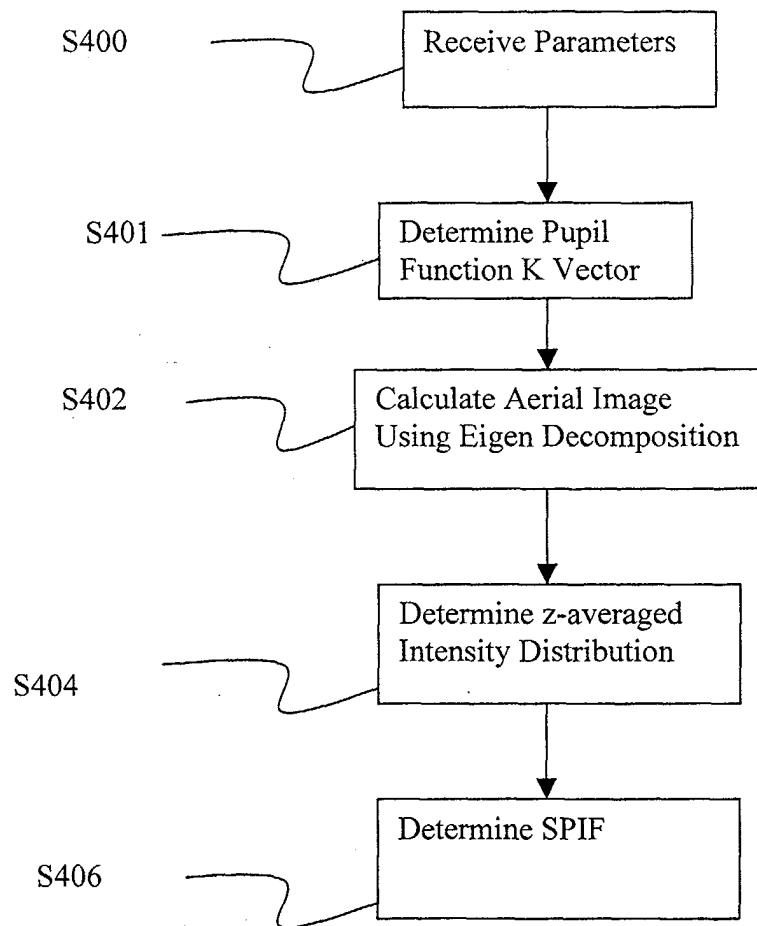 S400
Receive Parameters
S401
Determine Pupil
Function K Vector
S402
Calculate Aerial Image
Using Eigen Decomposition
Determine z-averaged
Intensity Distribution
S404
Determine SPIF
S406